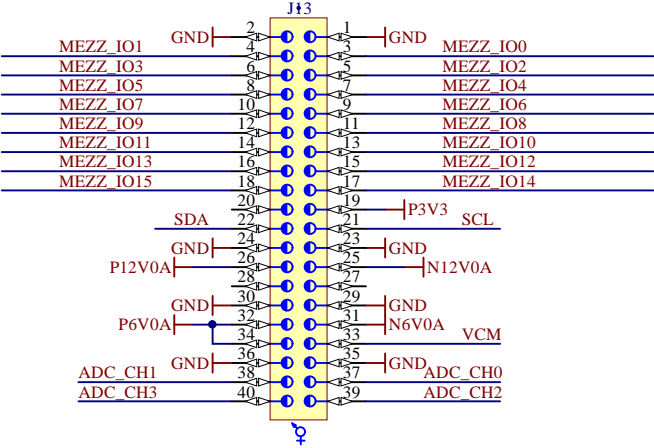 J13
GND 2 1 GND
MEZZ_IO1 4 3 MEZZ_IO0
MEZZ_IO3 6 5 MEZZ_IO2
MEZZ_IO5 8 7 MEZZ_IO4
MEZZ_IO7 10 9 MEZZ_IO6
MEZZ_IO9 12 11 MEZZ_IO8
MEZZ_IO11 14 13 MEZZ_IO10
MEZZ_IO13 16 15 MEZZ_IO12
MEZZ_IO15 18 17 MEZZ_IO14
20 19 P3V3
SDA 22 21 SCL
GND 24 23 GND
P12V0A 26 25 N12V0A
28 27
GND 30 29 GND
P6V0A 32 31 N6V0A
34 33 VCM
GND 36 35 GND
ADC_CH1 38 37 ADC_CH0
ADC_CH3 40 39 ADC_CH2